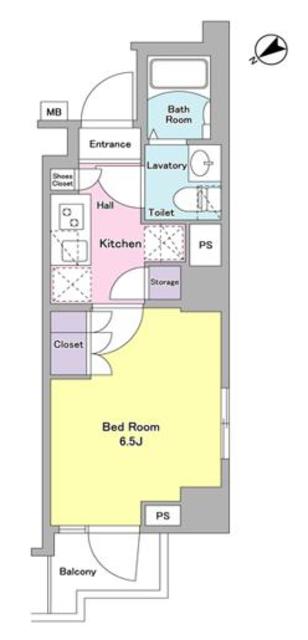 N
Bath
Room
MB
Entrance
Lavatory
Shoes
Closet
Hall
Toilet
Kitchen
PS
Storage
Closet
Bed Room
6.5J
PS
Balcony